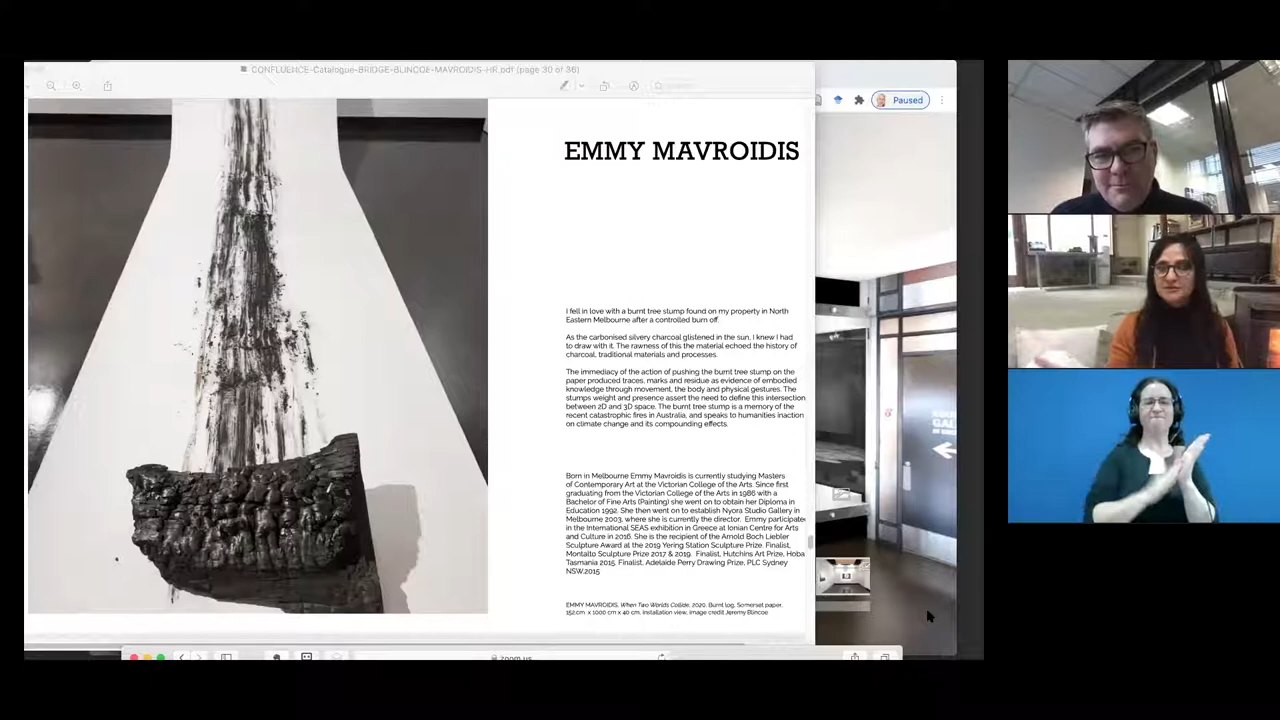 CONFLUENCE-Catalogue-BRIDGE-BLINCOE-MAVROIDIS-HR.pdf (page 30 of 36)
Paused
EMMY MAVROIDIS
I fell in love with a burnt tree stump found on my property in North
Eastern Melbourne after a controlled burn off.
As the carbonised silvery charcoal glistened in the sun, I knew I had
to draw with it. The rawness of this the material echoed the history of
charcoal, traditional materials and processes.
The immediacy of the action of pushing the burnt tree stump on the
paper produced traces, marks and residue as evidence of embodied
knowledge through movement, the body and physical gestures. The
stumps weight and presence assert the need to define this intersection
between 2D and 3D space. The burnt tree stump is a memory of the
recent catastrophic fires in Australia, and speaks to humanities inaction
on climate change and its compounding effects.
Born in Melbourne Emmy Mavroidis is currently studying Masters
of Contemporary Art at the Victorian College of the Arts. Since first
graduating from the Victorian College of the Arts in 1986 with a
Bachelor of Fine Arts (Painting) she went on to obtain her Diploma in
Education 1992. She then went on to establish Nyora Studio Gallery in
Melbourne 2003, where she is currently the director. Emmy participate
in the International SEAS exhibition in Greece at Ionian Centre for Arts
and Culture in 2016. She is the recipient of the Arnold Boch Liebler
Sculpture Award at the 2019 Yering Station Sculpture Prize. Finalist,
Montalto Sculpture Prize 2017 & 2019. Finalist, Hutchins Art Prize, Hoba
Tasmania 2015. Finalist, Adelaide Perry Drawing Prize, PLC Sydney
NSW.2015
EMMY MAVROIDIS, When Two Worlds Collide, 2020, Burnt log, Somerset paper,
152cm x 1000 cm x 40 cm, installation view, image credit Jeremy Blincoe
zoom.us